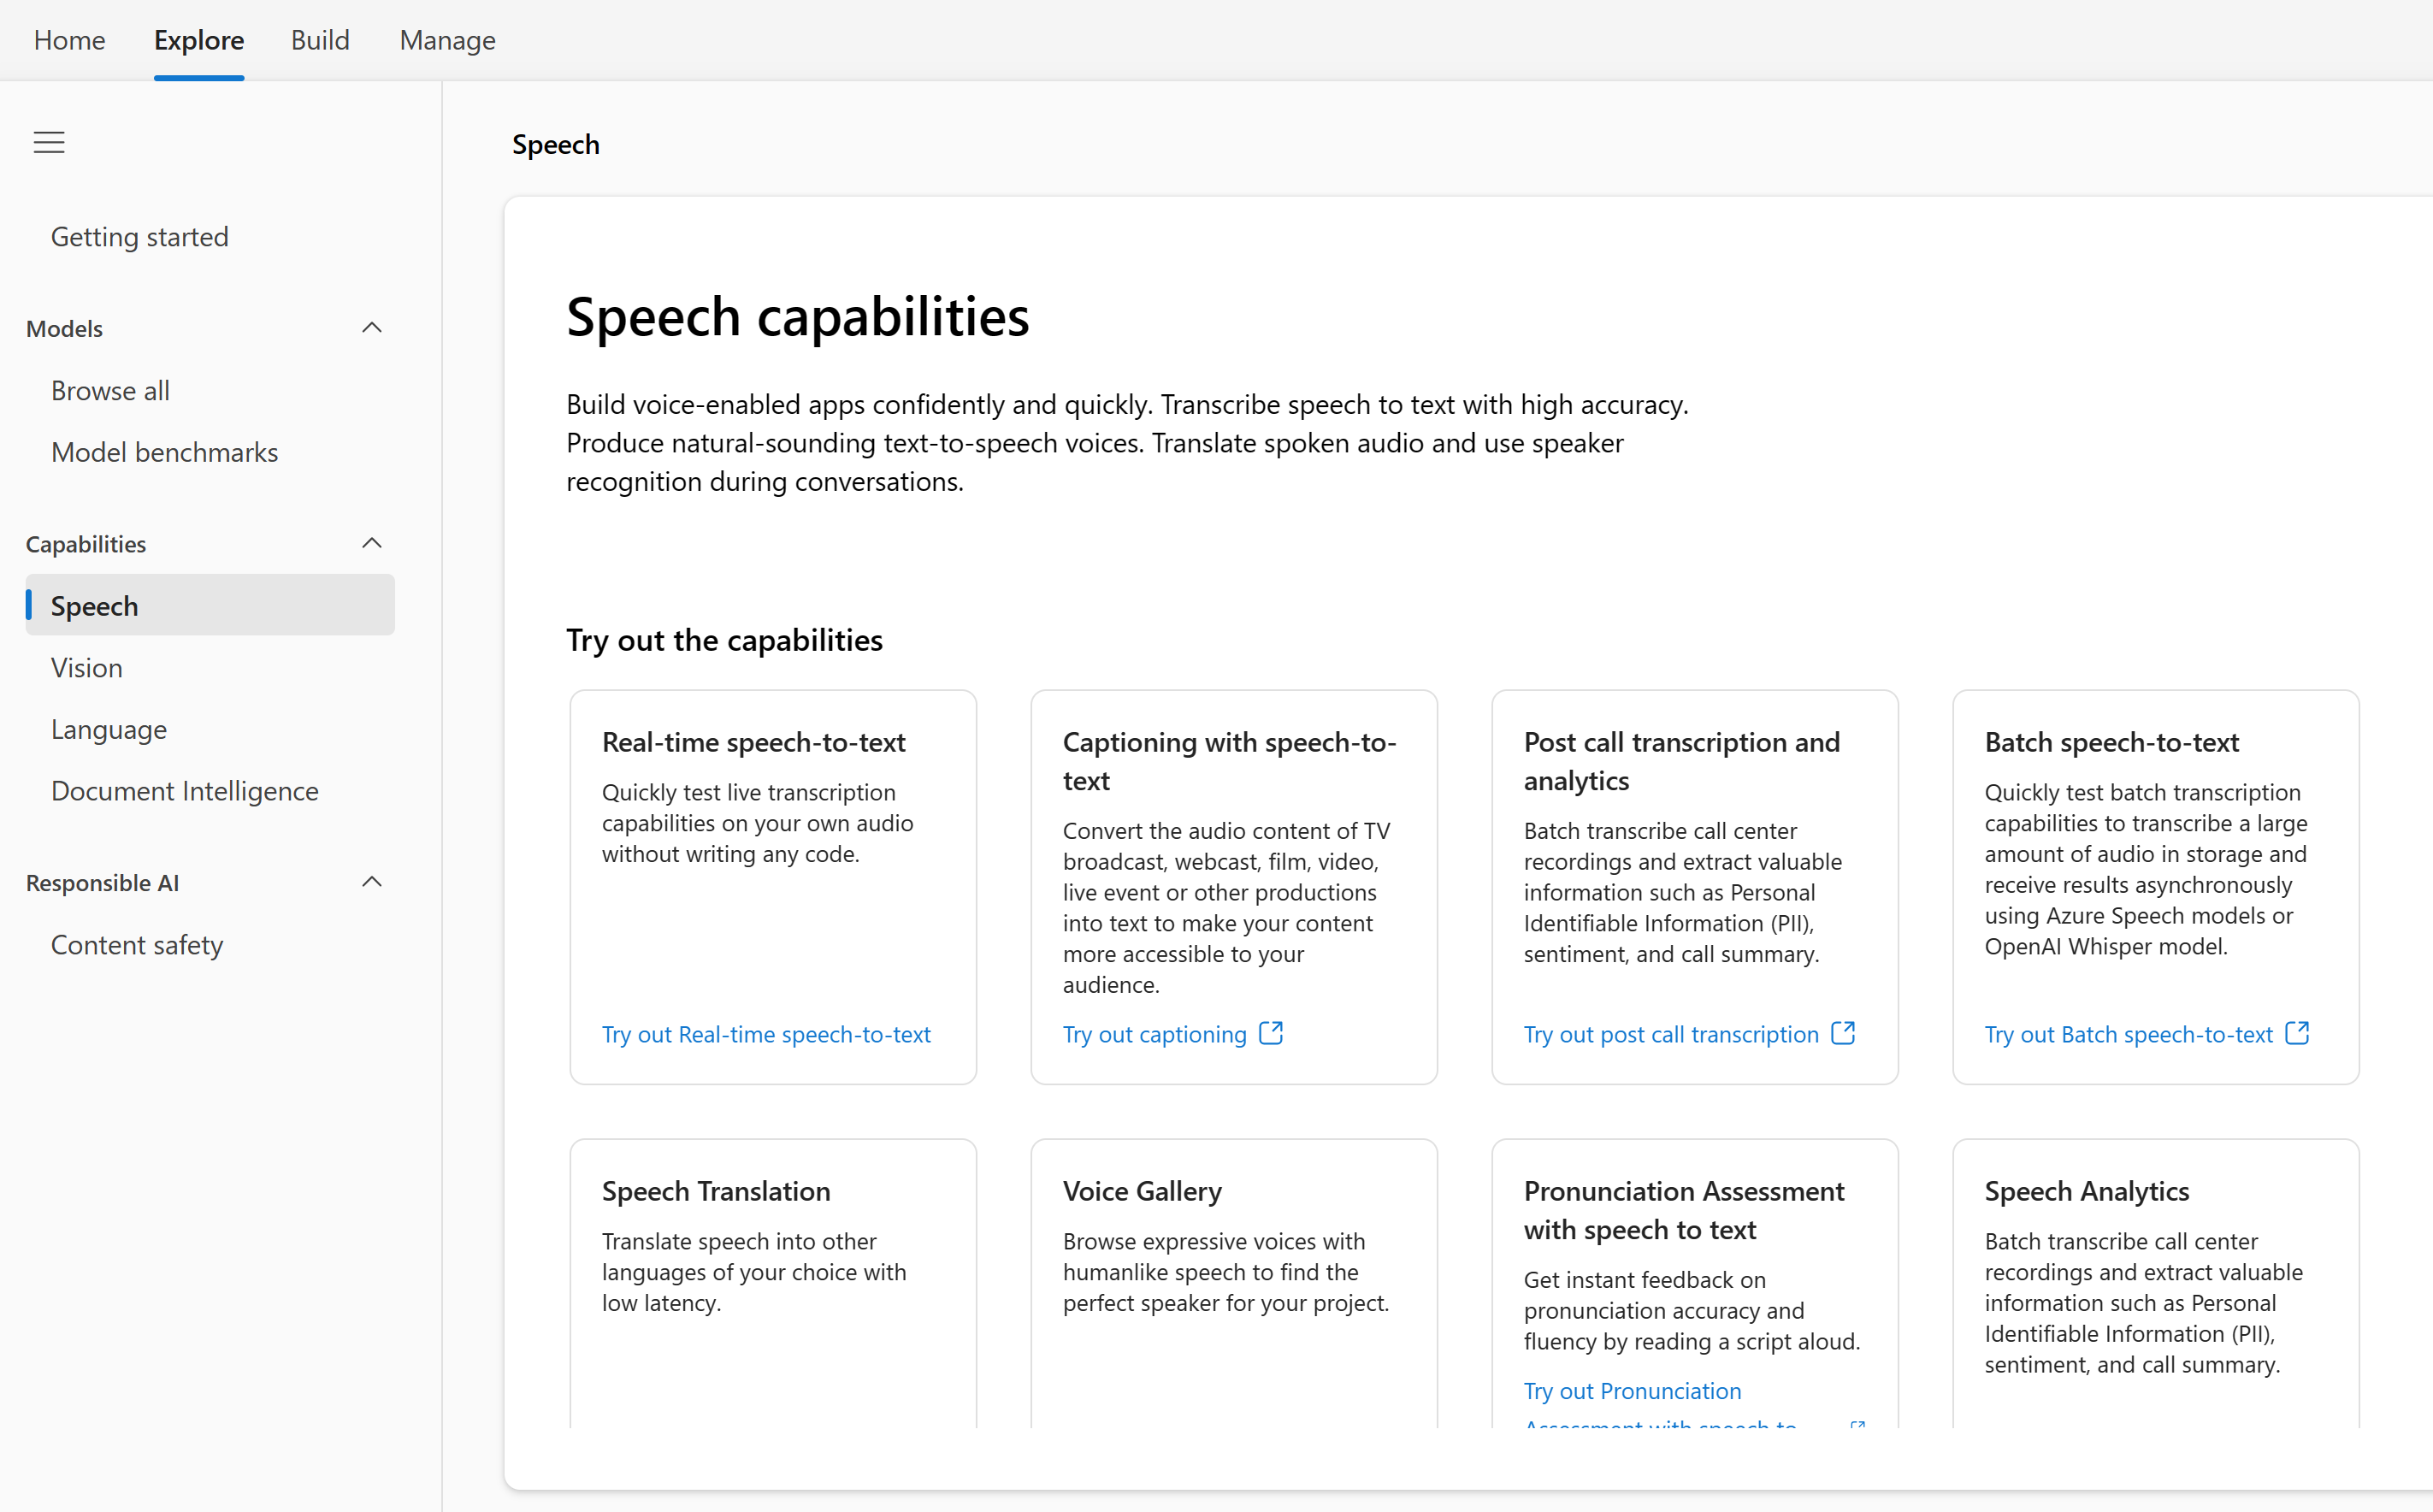 Home Explore Build Manage
Speech
Getting started
Models
Browse all
Model benchmarks
Capabilities
Speech
Vision
Language
Document Intelligence
Responsible AI
Content safety
Speech capabilities
Build voice-enabled apps confidently and quickly. Transcribe speech to text with high accuracy.
Produce natural-sounding text-to-speech voices. Translate spoken audio and use speaker
recognition during conversations.
Try out the capabilities
Real-time speech-to-text
Quickly test live transcription
capabilities on your own audio
without writing any code.
Try out Real-time speech-to-text
Captioning with speech-to-
text
Convert the audio content of TV
broadcast, webcast, film, video,
live event or other productions
into text to make your content
more accessible to your
audience.
Try out captioning
Post call transcription and
analytics
Batch transcribe call center
recordings and extract valuable
information such as Personal
Identifiable Information (PII),
sentiment, and call summary.
Try out post call transcription
Batch speech-to-text
Quickly test batch transcription
capabilities to transcribe a large
amount of audio in storage and
receive results asynchronously
using Azure Speech models or
OpenAI Whisper model.
Try out Batch speech-to-text
Speech Translation
Translate speech into other
languages of your choice with
low latency.
Voice Gallery
Browse expressive voices with
humanlike speech to find the
perfect speaker for your project.
Pronunciation Assessment
with speech to text
Get instant feedback on
pronunciation accuracy and
fluency by reading a script aloud.
Try out Pronunciation
Assessment with speech to
Speech Analytics
Batch transcribe call center
recordings and extract valuable
information such as Personal
Identifiable Information (PII),
sentiment, and call summary.